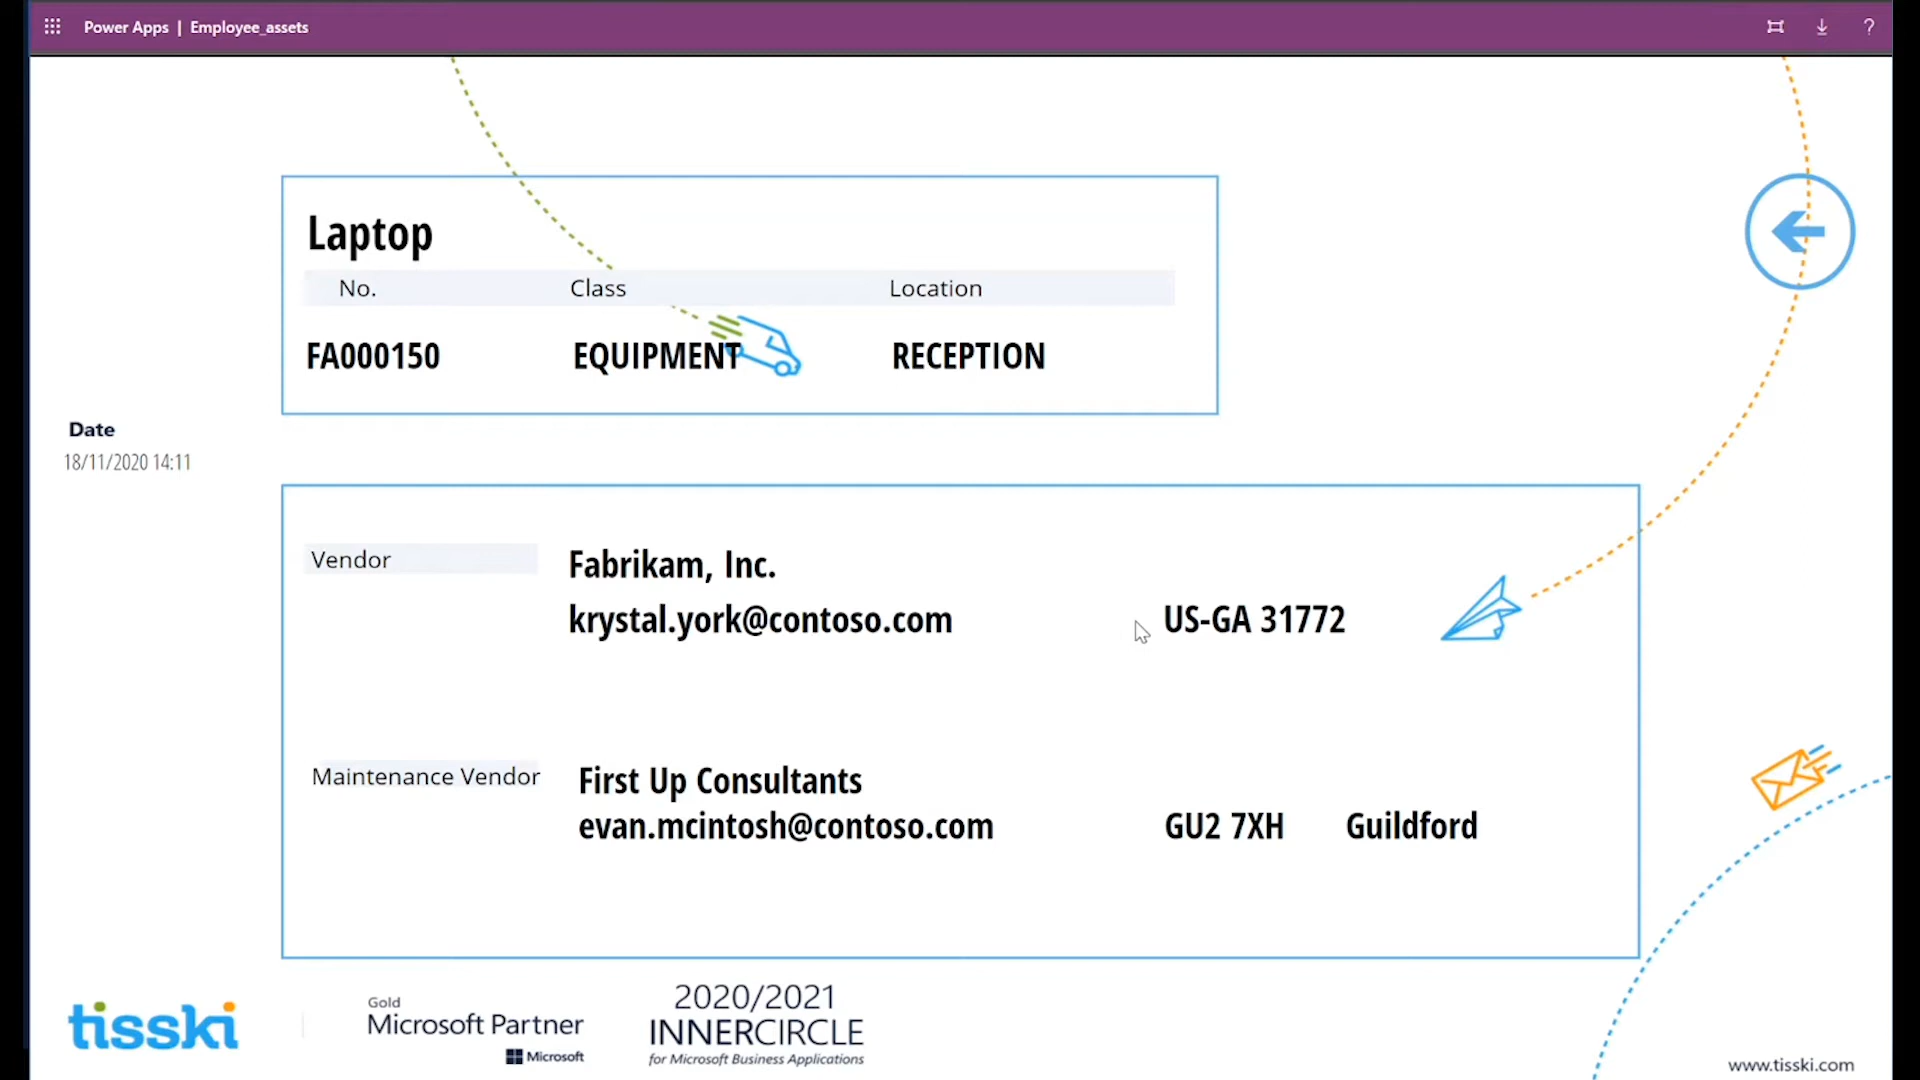 Power Apps | Employee_assets
?
Laptop
No. Class Location
FA000150 EQUIPMENT RECEPTION
Date
18/11/2020 14:11
Vendor Fabrikam, Inc.
krystal.york@contoso.com US-GA 31772
Maintenance Vendor First Up Consultants
evan.mcintosh@contoso.com GU2 7XH Guildford
tisski
Gold
Microsoft Partner
Microsoft
2020/2021
INNERCIRCLE
for Microsoft Business Applications
www.tisski.com